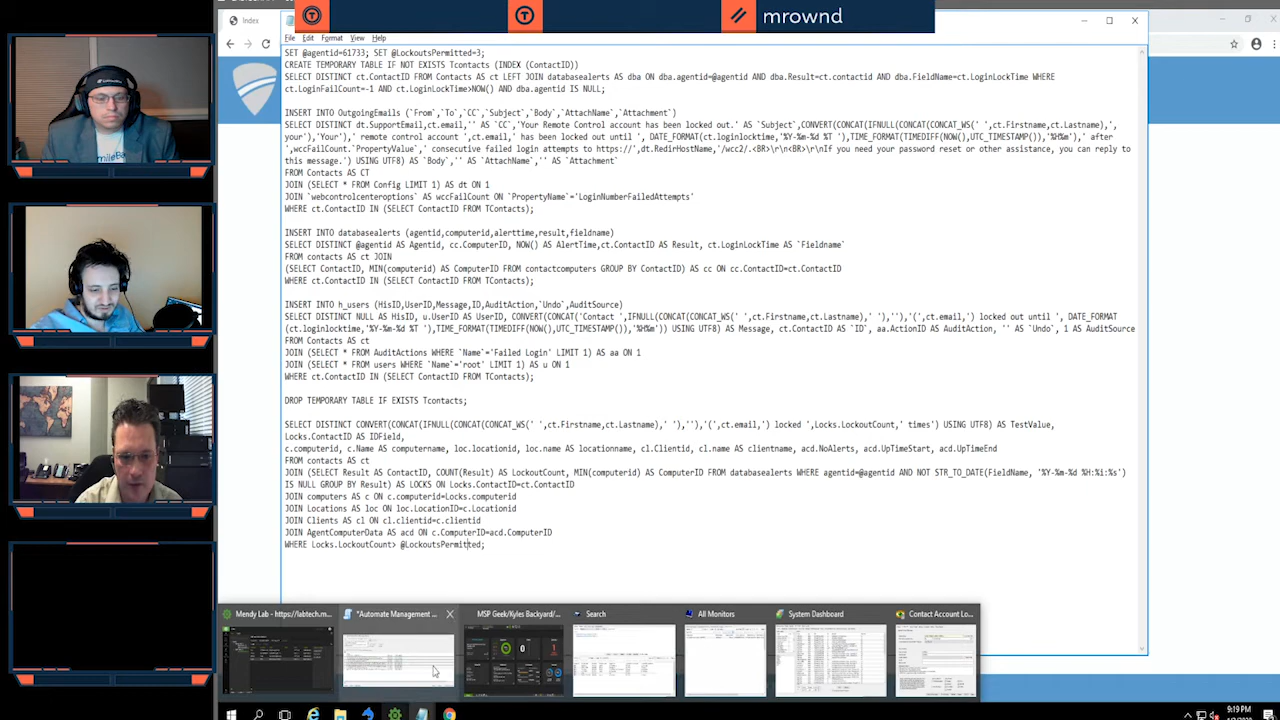 mrownd
Index
File Edit Format View Help
SET @agentid=61733; SET @LockoutsPermitted=3;
CREATE TEMPORARY TABLE IF NOT EXISTS Tcontacts (INDEX (ContactID))
SELECT DISTINCT ct.ContactID FROM Contacts AS ct LEFT JOIN databasealerts AS dba ON dba.agentid=@agentid AND dba.Result=ct.contactid AND dba.FieldName=ct.LoginLockTime WHERE
ct.LoginFailCount=-1 AND ct.LoginLockTime>NOW() AND dba.agentid IS NULL;
INSERT INTO OutgoingEmails (`From`,`To`,`CC`,`Subject`,`Body`,`AttachName`,`Attachment`)
SELECT DISTINCT dt.SupportEmail,ct.email,'' AS `CC`,'Your Remote Control account has been locked out.' AS `Subject`,CONVERT(CONCAT(IFNULL(CONCAT(CONCAT_WS(' ',ct.Firstname,ct.Lastname),',
your'),'Your'),' remote control account ',ct.email,' has been locked out until ', DATE_FORMAT(ct.loginlocktime,'%Y-%m-%d %T '),TIME_FORMAT(TIMEDIFF(NOW(),UTC_TIMESTAMP()),'%H%m'),' after
',wccFailCount.`PropertyValue`,' consecutive failed login attempts to https://',dt.RedirHostName,'/wcc2/.<BR>\r\n<BR>\r\nIf you need your password reset or other assistance, you can reply to
this message.') USING UTF8) AS `Body`,'' AS `AttachName`,'' AS `Attachment`
FROM Contacts AS CT
JOIN (SELECT * FROM Config LIMIT 1) AS dt ON 1
JOIN `webcontrolcenteroptions` AS wccFailCount ON `PropertyName`='LoginNumberFailedAttempts'
WHERE ct.ContactID IN (SELECT ContactID FROM TContacts);
INSERT INTO databasealerts (agentid,computerid,alerttime,result,fieldname)
SELECT DISTINCT @agentid AS Agentid, cc.ComputerID, NOW() AS AlertTime,ct.ContactID AS Result, ct.LoginLockTime AS `Fieldname`
FROM contacts AS ct JOIN
(SELECT ContactID, MIN(computerid) AS ComputerID FROM contactcomputers GROUP BY ContactID) AS cc ON cc.ContactID=ct.ContactID
WHERE ct.ContactID IN (SELECT ContactID FROM TContacts);
INSERT INTO h_users (HisID,UserID,Message,ID,AuditAction,`Undo`,AuditSource)
SELECT DISTINCT NULL AS HisID, u.UserID AS UserID, CONVERT(CONCAT('Contact ',IFNULL(CONCAT(CONCAT_WS(' ',ct.Firstname,ct.Lastname),' '),''),'(',ct.email,') locked out until ', DATE_FORMAT
(ct.loginlocktime,'%Y-%m-%d %T '),TIME_FORMAT(TIMEDIFF(NOW(),UTC_TIMESTAMP()),'%H%m')) USING UTF8) AS Message, ct.ContactID AS `ID`, aa.ActionID AS AuditAction, '' AS `Undo`, 1 AS AuditSource
FROM Contacts AS ct
JOIN (SELECT * FROM AuditActions WHERE `Name`='Failed Login' LIMIT 1) AS aa ON 1
JOIN (SELECT * FROM users WHERE `Name`='root' LIMIT 1) AS u ON 1
WHERE ct.ContactID IN (SELECT ContactID FROM TContacts);
DROP TEMPORARY TABLE IF EXISTS Tcontacts;
SELECT DISTINCT CONVERT(CONCAT(IFNULL(CONCAT(CONCAT_WS(' ',ct.Firstname,ct.Lastname),' '),''),'(',ct.email,') locked ',Locks.LockoutCount,' times') USING UTF8) AS TestValue,
Locks.ContactID AS IDField,
c.computerid, c.Name AS computername, loc.locationid, loc.name AS locationname, cl.Clientid, cl.name AS clientname, acd.NoAlerts, acd.UpTimeStart, acd.UpTimeEnd
FROM contacts AS ct
JOIN (SELECT Result AS ContactID, COUNT(Result) AS LockoutCount, MIN(computerid) AS ComputerID FROM databasealerts WHERE agentid=@agentid AND NOT STR_TO_DATE(FieldName, '%Y-%m-%d %H:%i:%s')
IS NULL GROUP BY Result) AS LOCKS ON Locks.ContactID=ct.ContactID
JOIN computers AS c ON c.computerid=Locks.computerid
JOIN Locations AS loc ON loc.LocationID=c.Locationid
JOIN Clients AS cl ON cl.clientid=c.clientid
JOIN AgentComputerData AS acd ON c.ComputerID=acd.ComputerID
WHERE Locks.LockoutCount> @LockoutsPermitted;
Mendy Lab - https://labtech.m... *Automate Management ... MSP Geek/Kyles Backyard/... Search All Monitors System Dashboard Contact Account Lo...
9:19 PM